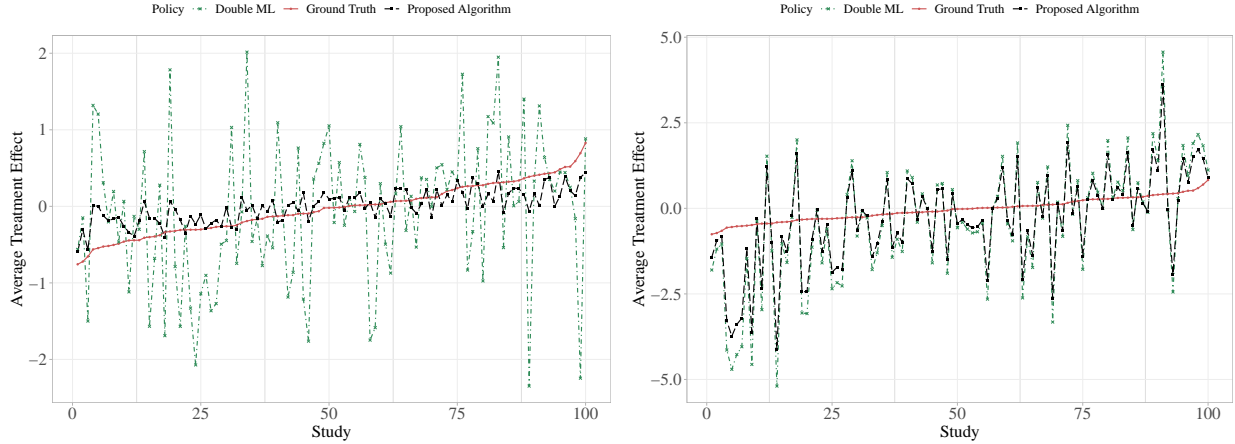 Policy Double ML Ground Truth Proposed Algorithm
2
1
0
−1
−2
Average Treatment Effect
0 25 50 75 100
Study
Policy Double ML Ground Truth Proposed Algorithm
5.0
2.5
0.0
−2.5
−5.0
Average Treatment Effect
0 25 50 75 100
Study